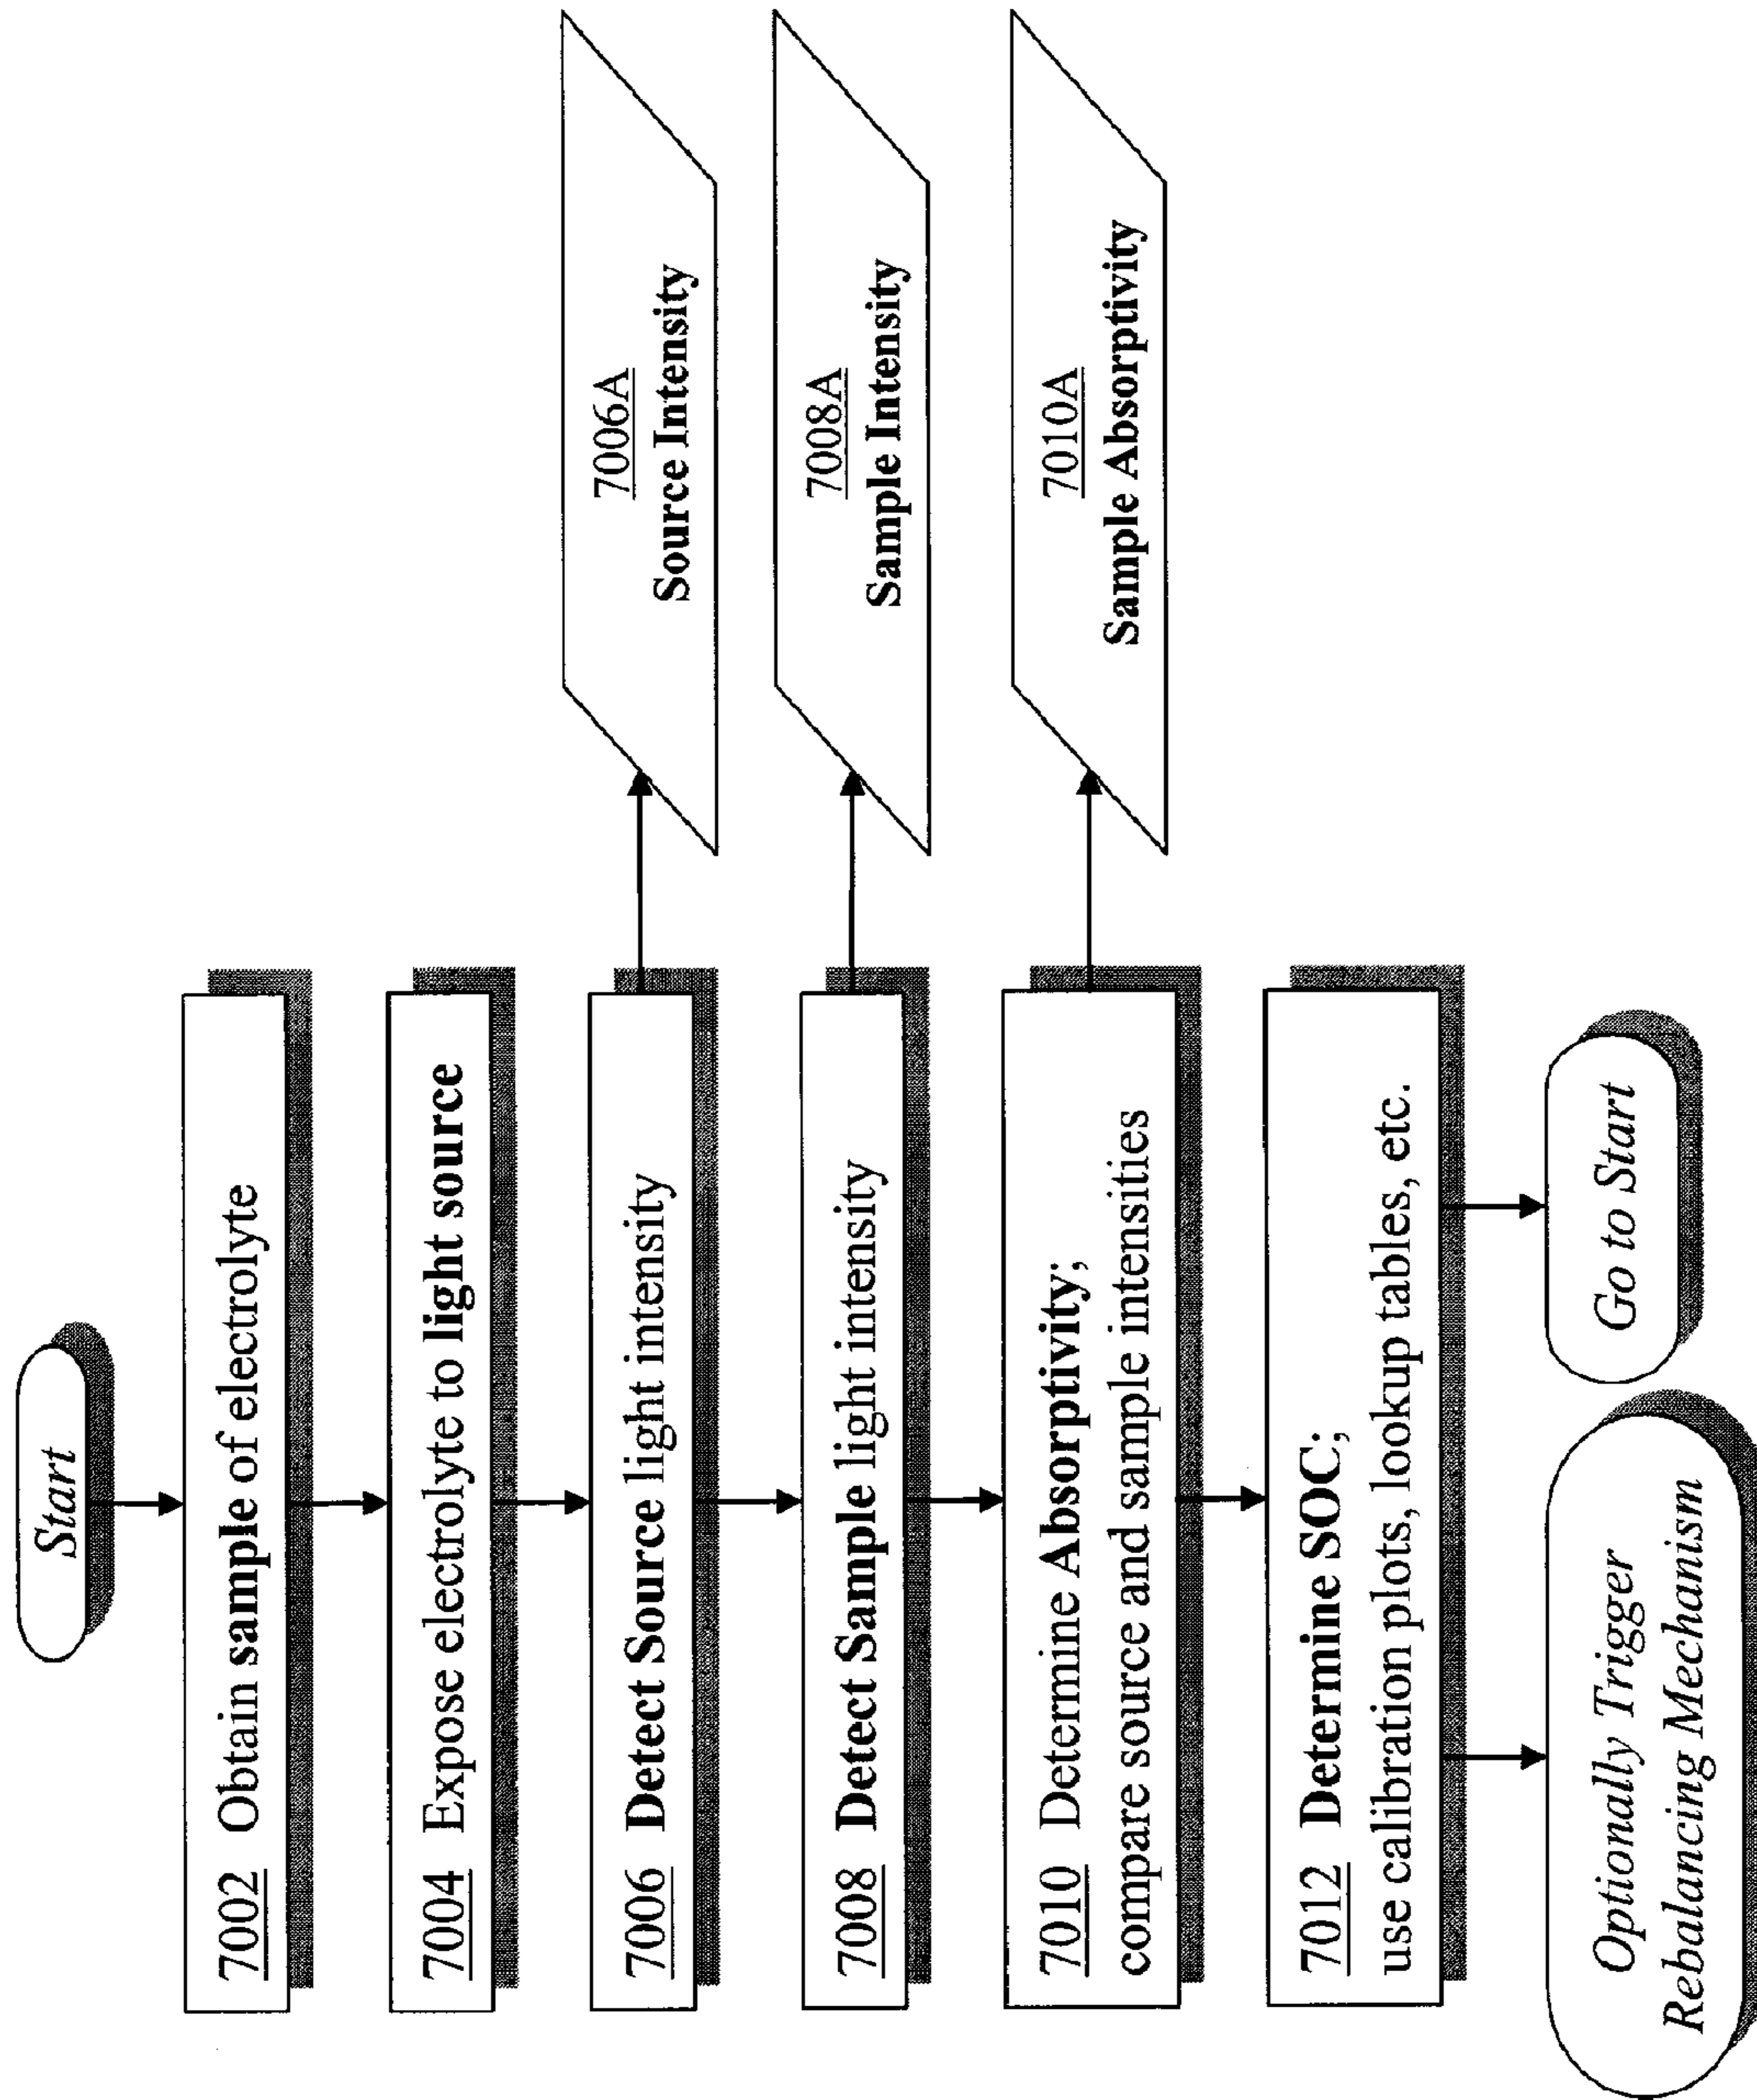 Start
7002 Obtain sample of electrolyte
7004 Expose electrolyte to light source
7006 Detect Source light intensity
7006A
Source Intensity
7008 Detect Sample light intensity
7008A
Sample Intensity
7010 Determine Absorptivity;
compare source and sample intensities
7010A
Sample Absorptivity
7012 Determine SOC;
use calibration plots, lookup tables, etc.
Optionally Trigger
Rebalancing Mechanism
Go to Start